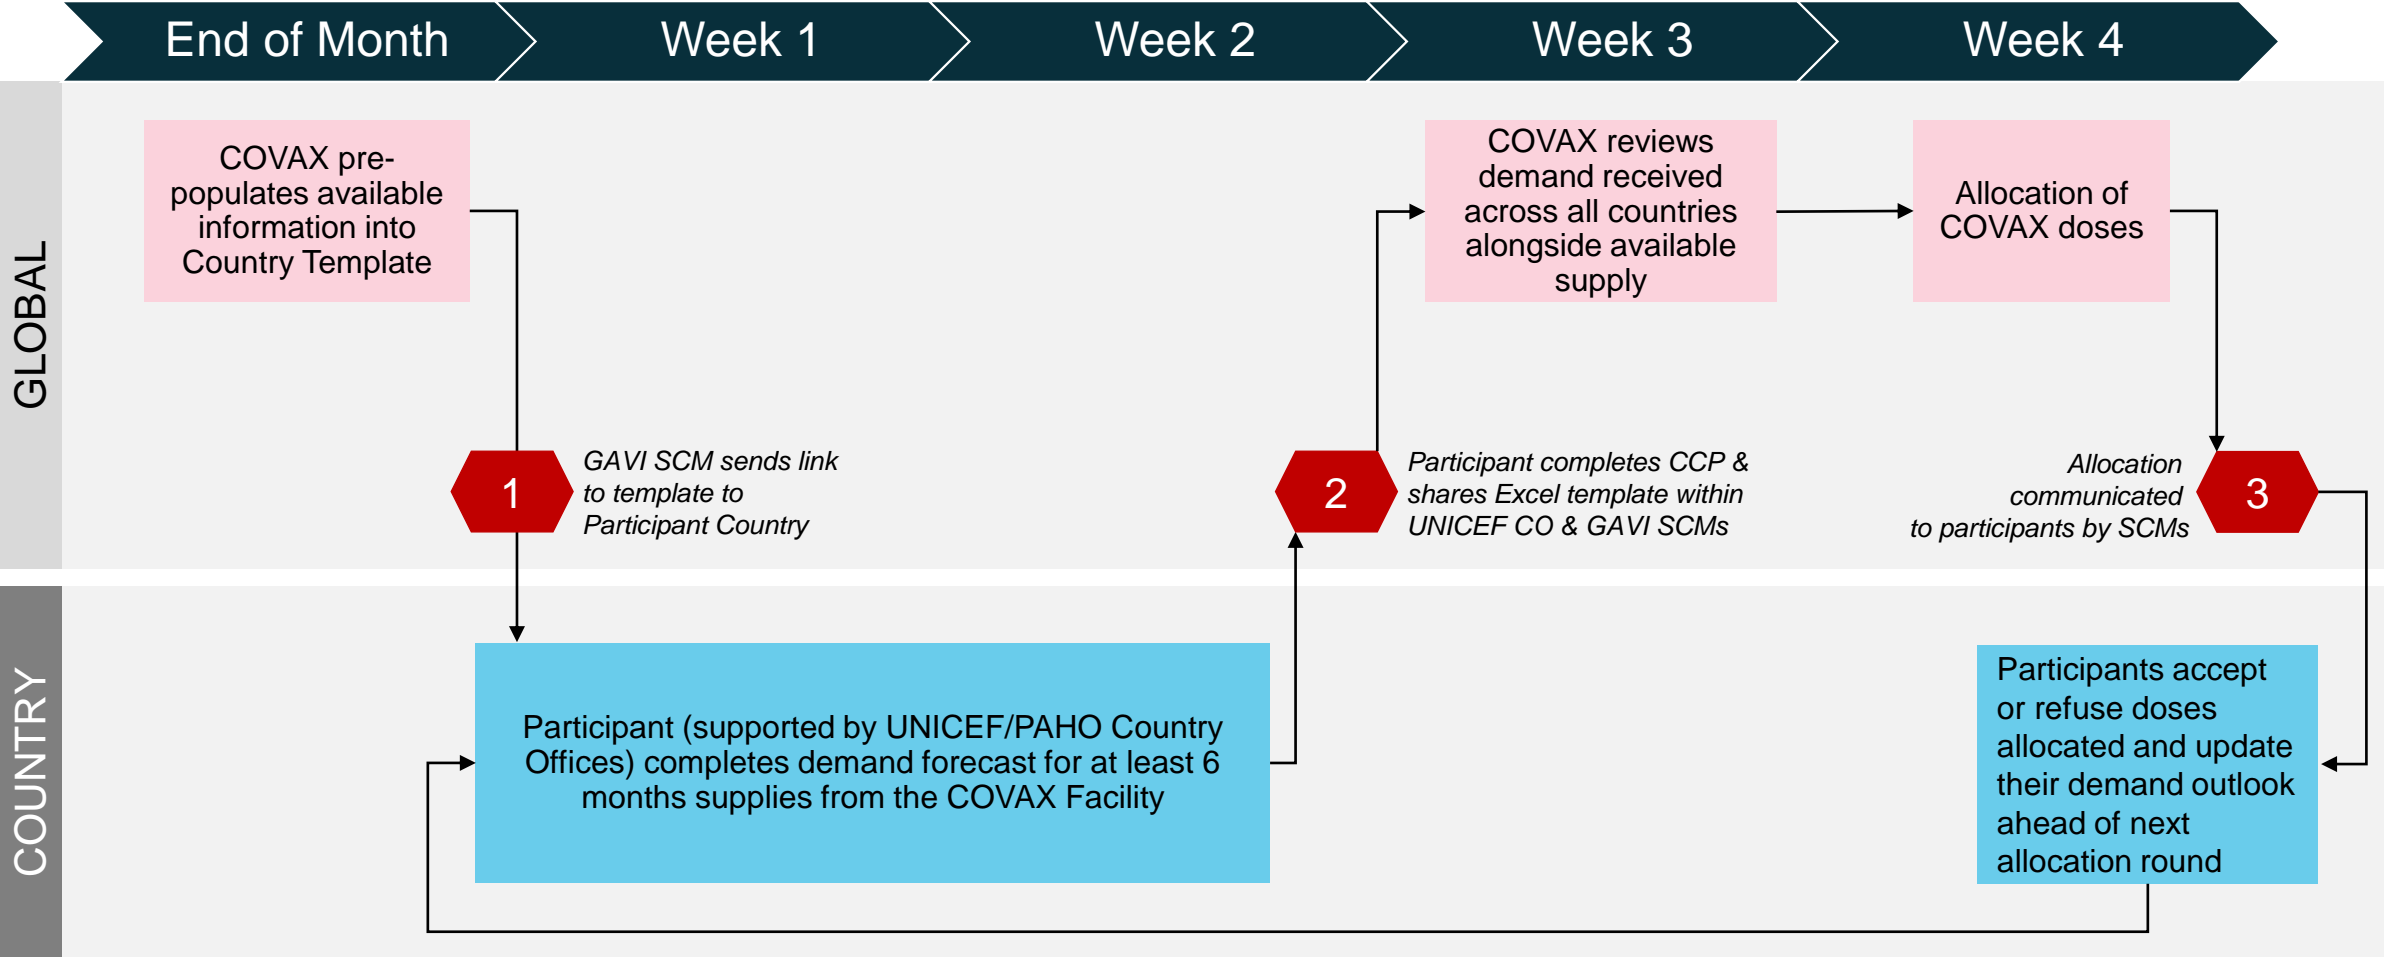 End of Month
Week 1
Week 2
Week 3
Week 4
GLOBAL
COVAX pre-
populates available
information into
Country Template
COVAX reviews
demand received
across all countries
alongside available
supply
Allocation of
COVAX doses
1
GAVI SCM sends link
to template to
Participant Country
2
Participant completes CCP &
shares Excel template within
UNICEF CO & GAVI SCMs
Allocation
communicated
to participants by SCMs
3
COUNTRY
Participant (supported by UNICEF/PAHO Country
Offices) completes demand forecast for at least 6
months supplies from the COVAX Facility
Participants accept
or refuse doses
allocated and update
their demand outlook
ahead of next
allocation round